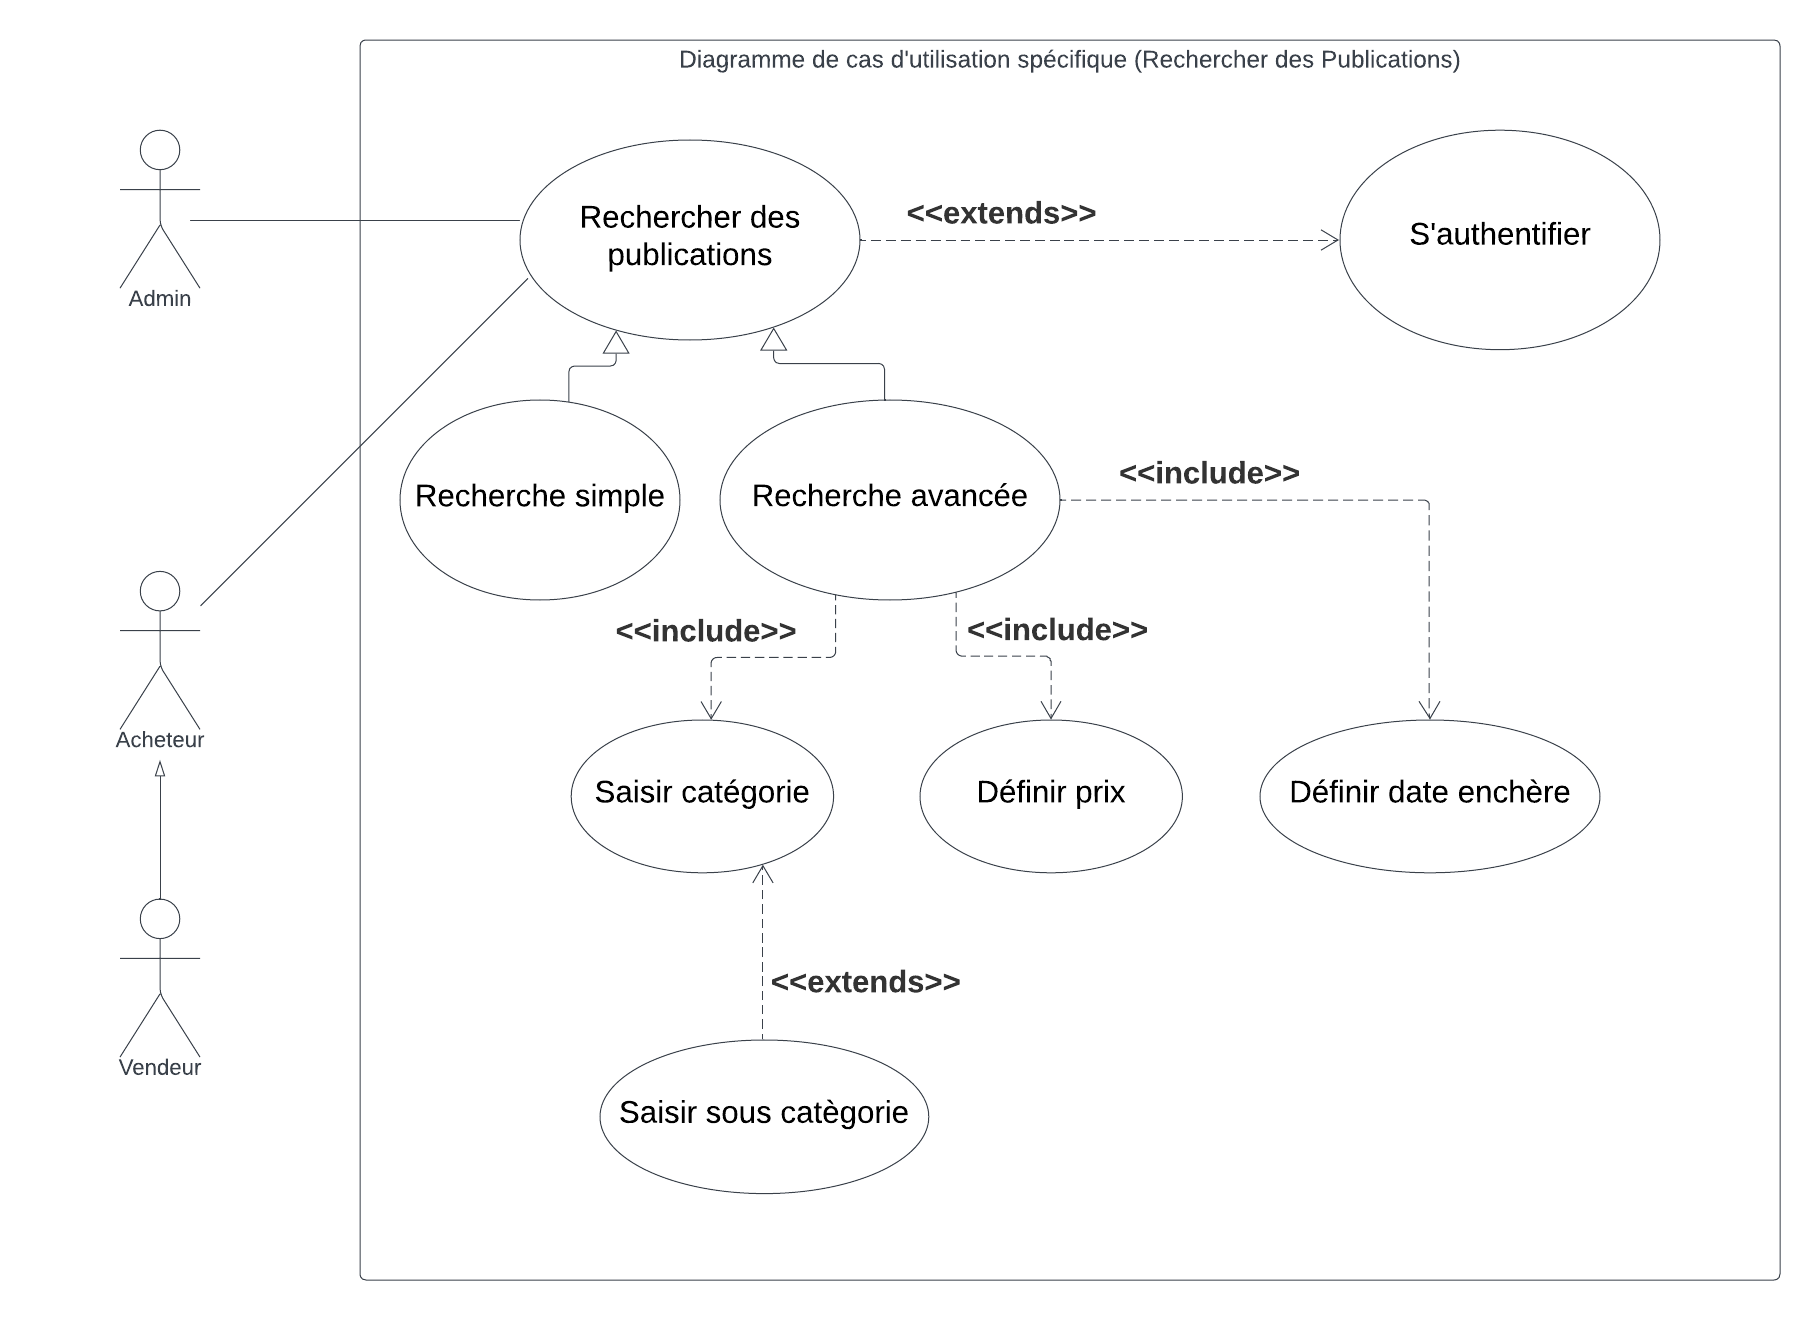 Diagramme de cas d'utilisation spécifique (Rechercher des Publications)
Admin
Rechercher des
publications
<<extends>>
S'authentifier
Recherche simple
Recherche avancée
<<include>>
<<include>>
<<include>>
Acheteur
Saisir catégorie
Définir prix
Définir date enchère
<<extends>>
Vendeur
Saisir sous catègorie